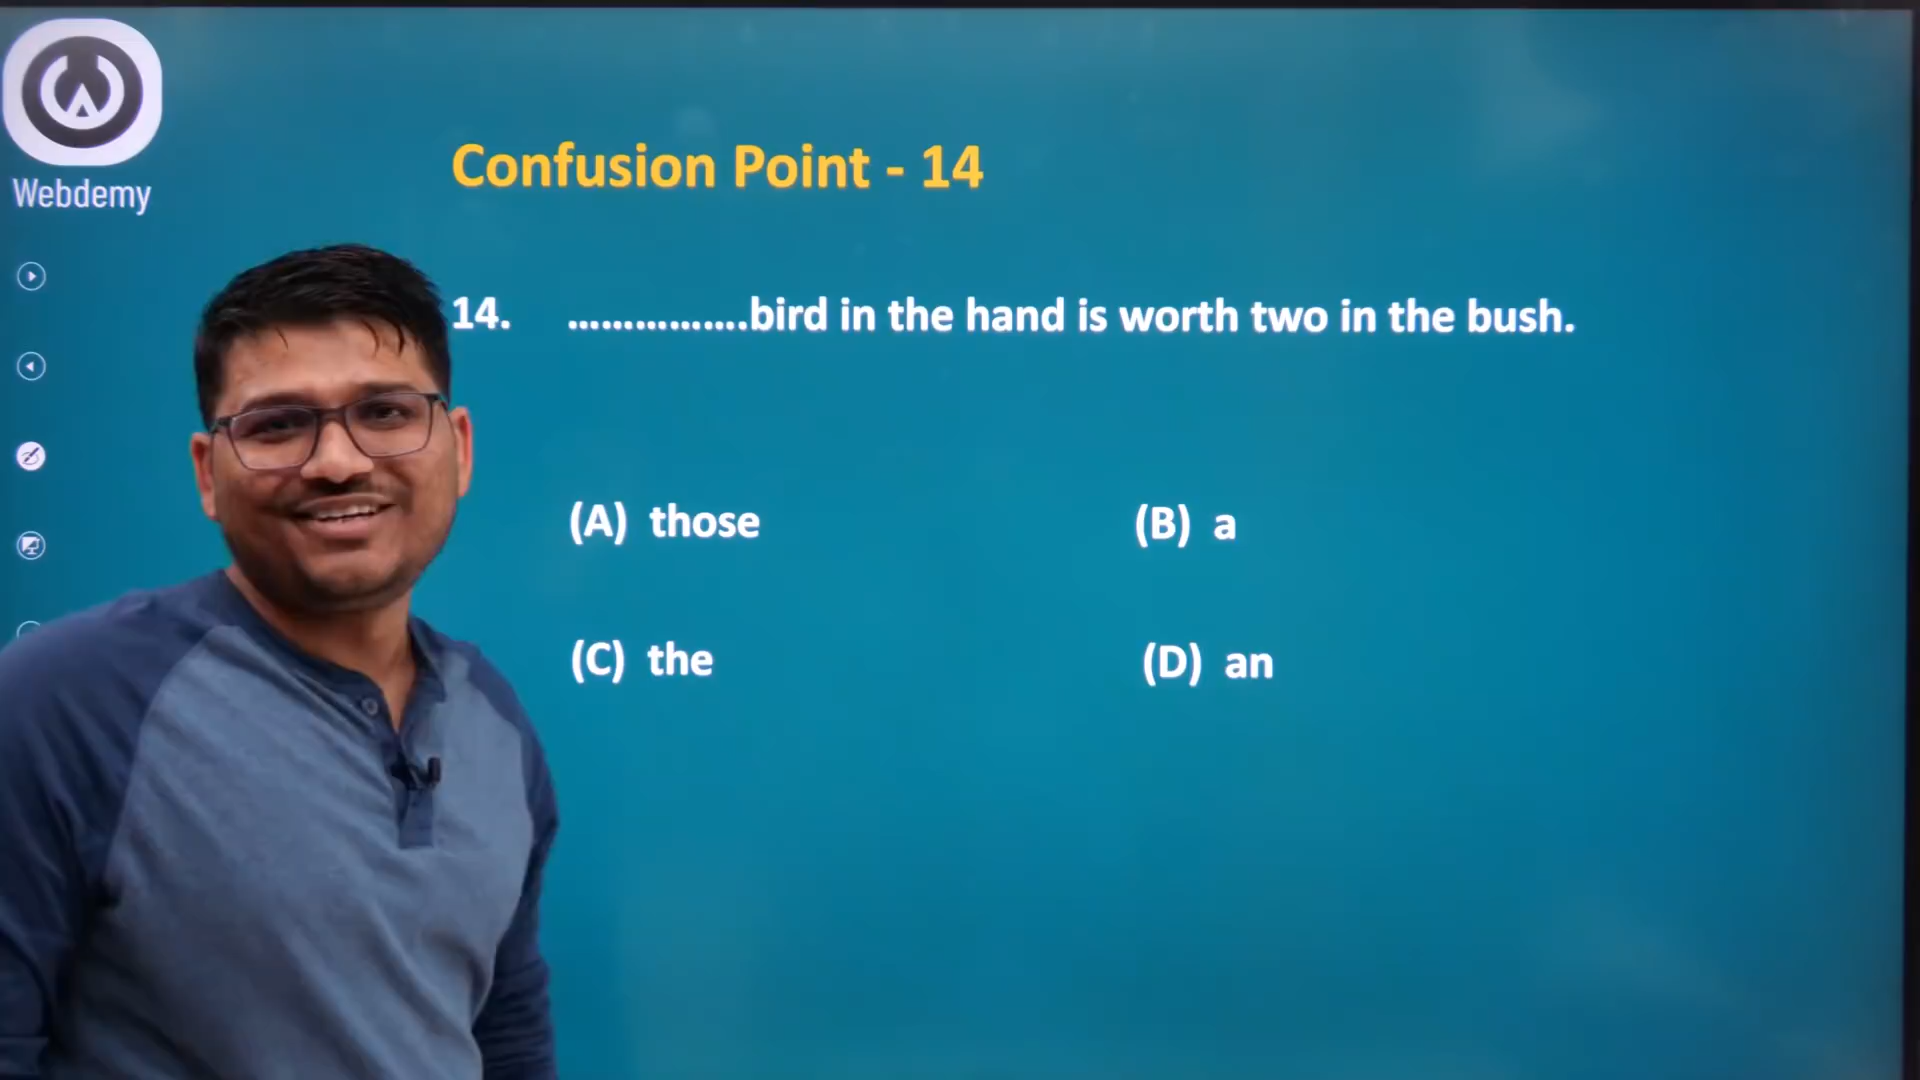 Webdemy
Confusion Point - 14
14. ................bird in the hand is worth two in the bush.
(A) those (B) a
(C) the (D) an